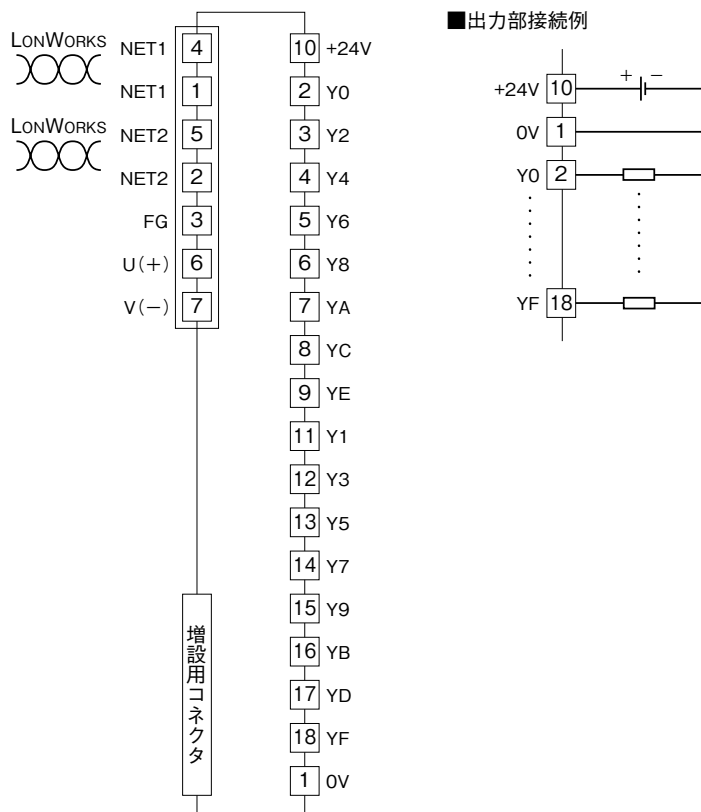 LONWORKS
NET1 4
NET1 1
LONWORKS
NET2 5
NET2 2
FG 3
U(+) 6
V(−) 7
増設用コネクタ
10 +24V
2 Y0
3 Y2
4 Y4
5 Y6
6 Y8
7 YA
8 YC
9 YE
11 Y1
12 Y3
13 Y5
14 Y7
15 Y9
16 YB
17 YD
18 YF
1 0V
■出力部接続例
+24V 10 + −
0V 1
Y0 2
YF 18